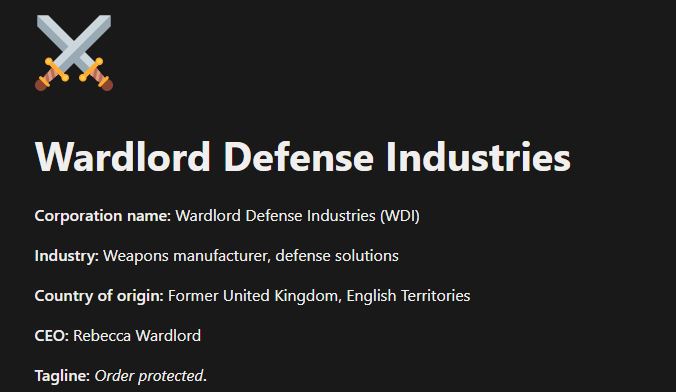 Wardlord Defense Industries
Corporation name: Wardlord Defense Industries (WDI)
Industry: Weapons manufacturer, defense solutions
Country of origin: Former United Kingdom, English Territories
CEO: Rebecca Wardlord
Tagline: Order protected.